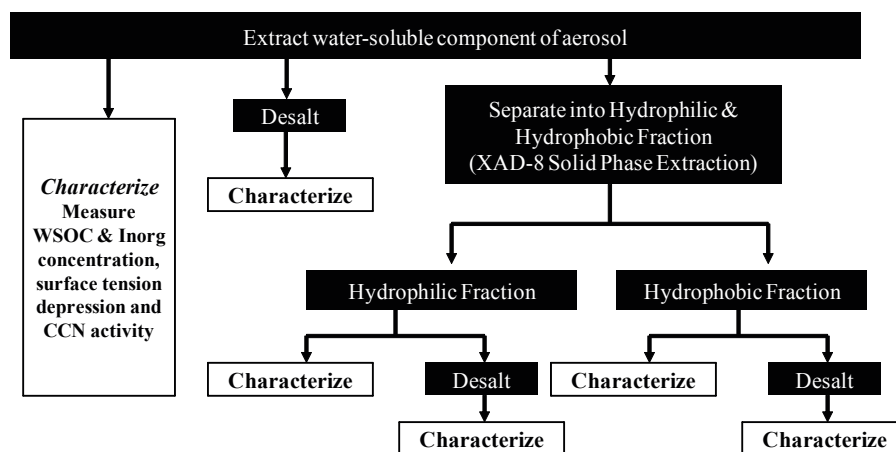 Extract water-soluble component of aerosol
Desalt
Separate into Hydrophilic &
Hydrophobic Fraction
(XAD-8 Solid Phase Extraction)
Characterize
Measure
WSOC & Inorg
concentration,
surface tension
depression and
CCN activity
Characterize
Hydrophilic Fraction
Hydrophobic Fraction
Characterize
Desalt
Characterize
Desalt
Characterize
Characterize